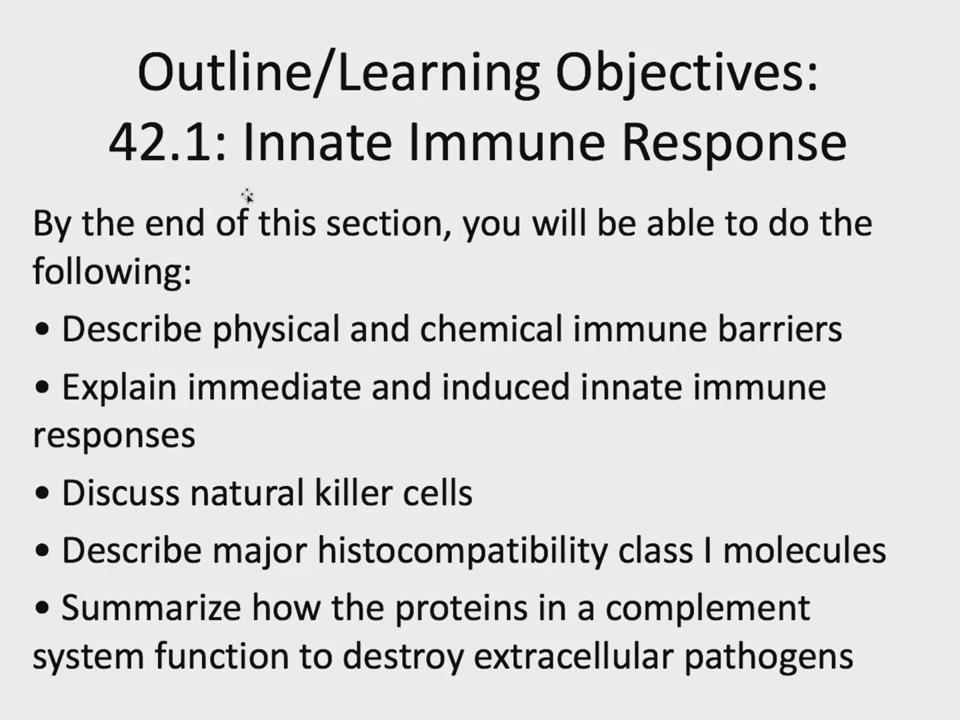 Outline/Learning Objectives:
42.1: Innate Immune Response
By the end of this section, you will be able to do the
following:
• Describe physical and chemical immune barriers
• Explain immediate and induced innate immune
responses
• Discuss natural killer cells
• Describe major histocompatibility class I molecules
• Summarize how the proteins in a complement
system function to destroy extracellular pathogens